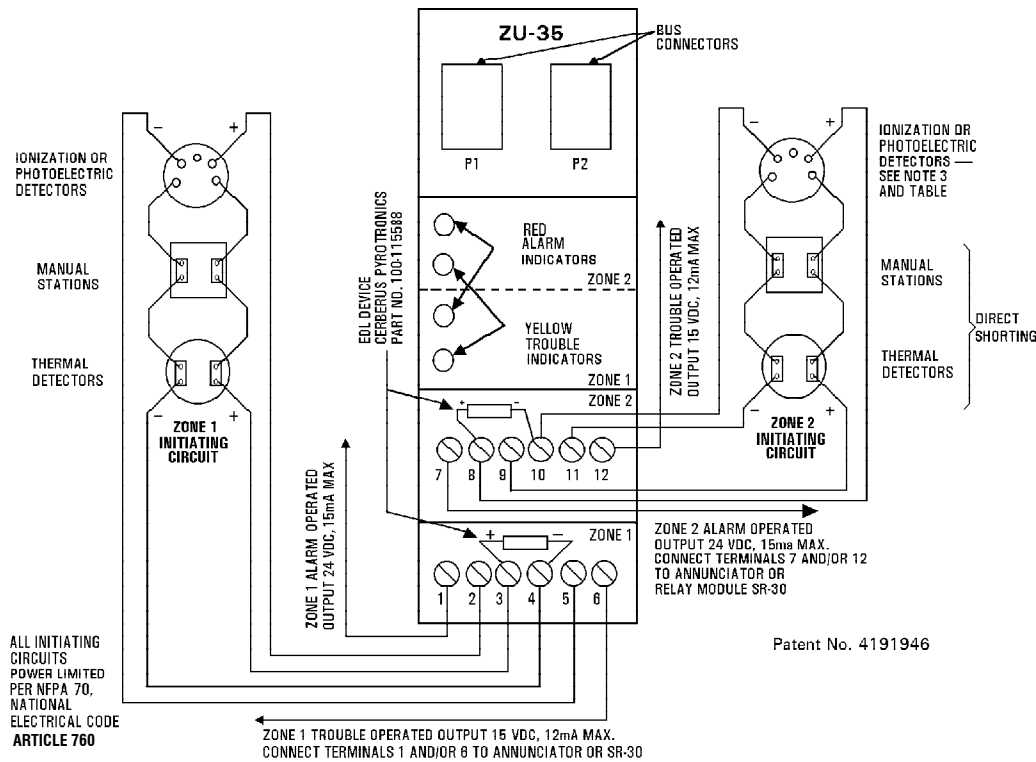 ZU-35
BUS
CONNECTORS
P1
P2
IONIZATION OR
PHOTOELECTRIC
DETECTORS
MANUAL
STATIONS
THERMAL
DETECTORS
- +
- +
ZONE 1
INITIATING
CIRCUIT
EOL DEVICE
CERBERUS PYROTRONICS
PART NO. 100-115588
RED
ALARM
INDICATORS
ZONE 2
YELLOW
TROUBLE
INDICATORS
ZONE 1
ZONE 2
+ -
7 8 9 10 11 12
ZONE 2 TROUBLE OPERATED
OUTPUT 15 VDC, 12mA MAX
- +
- +
IONIZATION OR
PHOTOELECTRIC
DETECTORS —
SEE NOTE 3
AND TABLE
MANUAL
STATIONS
THERMAL
DETECTORS
DIRECT
SHORTING
ZONE 2
INITIATING
CIRCUIT
ZONE 1 ALARM OPERATED
OUTPUT 24 VDC, 15mA MAX
ZONE 1
+ -
1 2 3 4 5 6
ZONE 2 ALARM OPERATED
OUTPUT 24 VDC, 15ma MAX.
CONNECT TERMINALS 7 AND/OR 12
TO ANNUNCIATOR OR
RELAY MODULE SR-30
Patent No. 4191946
ALL INITIATING
CIRCUITS
POWER LIMITED
PER NFPA 70,
NATIONAL
ELECTRICAL CODE
ARTICLE 760
ZONE 1 TROUBLE OPERATED OUTPUT 15 VDC, 12mA MAX.
CONNECT TERMINALS 1 AND/OR 6 TO ANNUNCIATOR OR SR-30